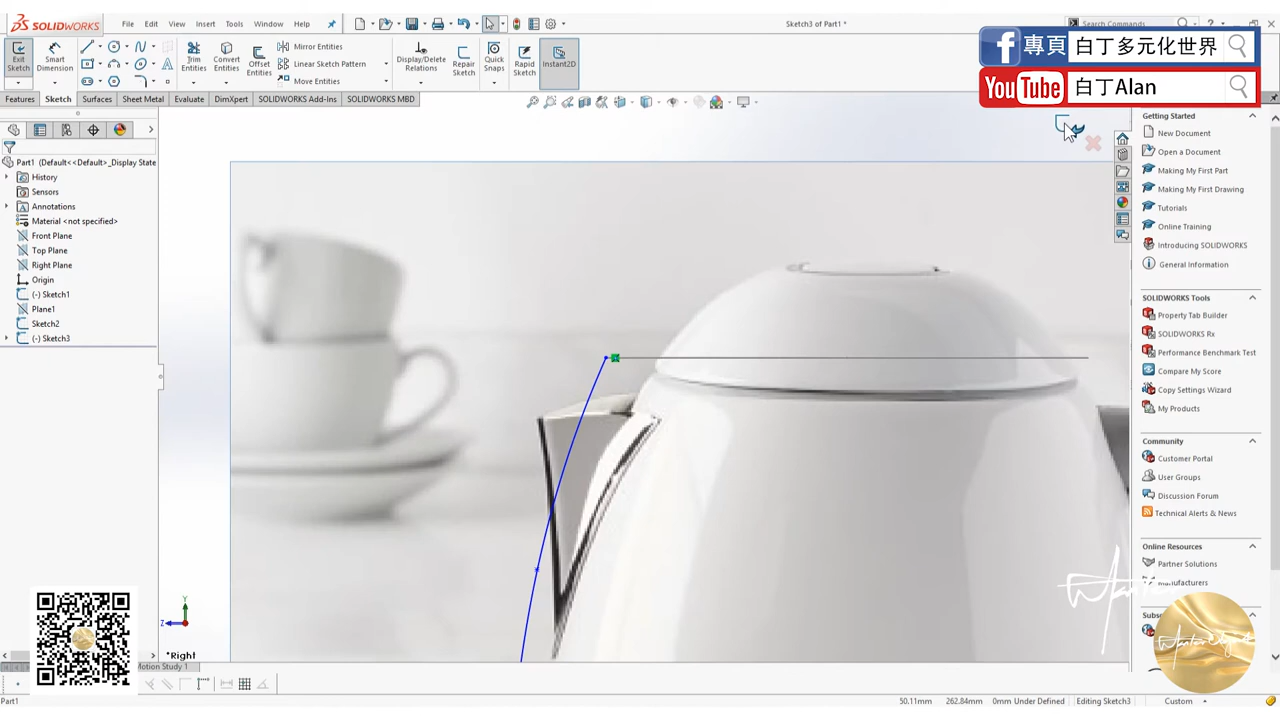 SOLIDWORKS
File Edit View Insert Tools Window Help
Sketch3 of Part1 *
Search Commands
Exit Sketch
Smart Dimension
Trim Entities
Convert Entities
Offset Entities
Mirror Entities
Linear Sketch Pattern
Move Entities
Display/Delete Relations
Repair Sketch
Quick Snaps
Rapid Sketch
Instant2D
Features Sketch Surfaces Sheet Metal Evaluate DimXpert SOLIDWORKS Add-Ins SOLIDWORKS MBD
f 專頁 白丁多元化世界
YouTube 白丁Alan
Part1 (Default<<Default>_Display State
History
Sensors
Annotations
Material <not specified>
Front Plane
Top Plane
Right Plane
Origin
(-) Sketch1
Plane1
Sketch2
(-) Sketch3
Getting Started
New Document
Open a Document
Making My First Part
Making My First Drawing
Tutorials
Online Training
Introducing SOLIDWORKS
General Information
SOLIDWORKS Tools
Property Tab Builder
SOLIDWORKS Rx
Performance Benchmark Test
Compare My Score
Copy Settings Wizard
My Products
Community
Customer Portal
User Groups
Discussion Forum
Technical Alerts & News
Online Resources
Partner Solutions
Manufacturers
Y
Z
*Right
Motion Study 1
Part1
50.11mm 262.84mm 0mm Under Defined Editing Sketch3 Custom